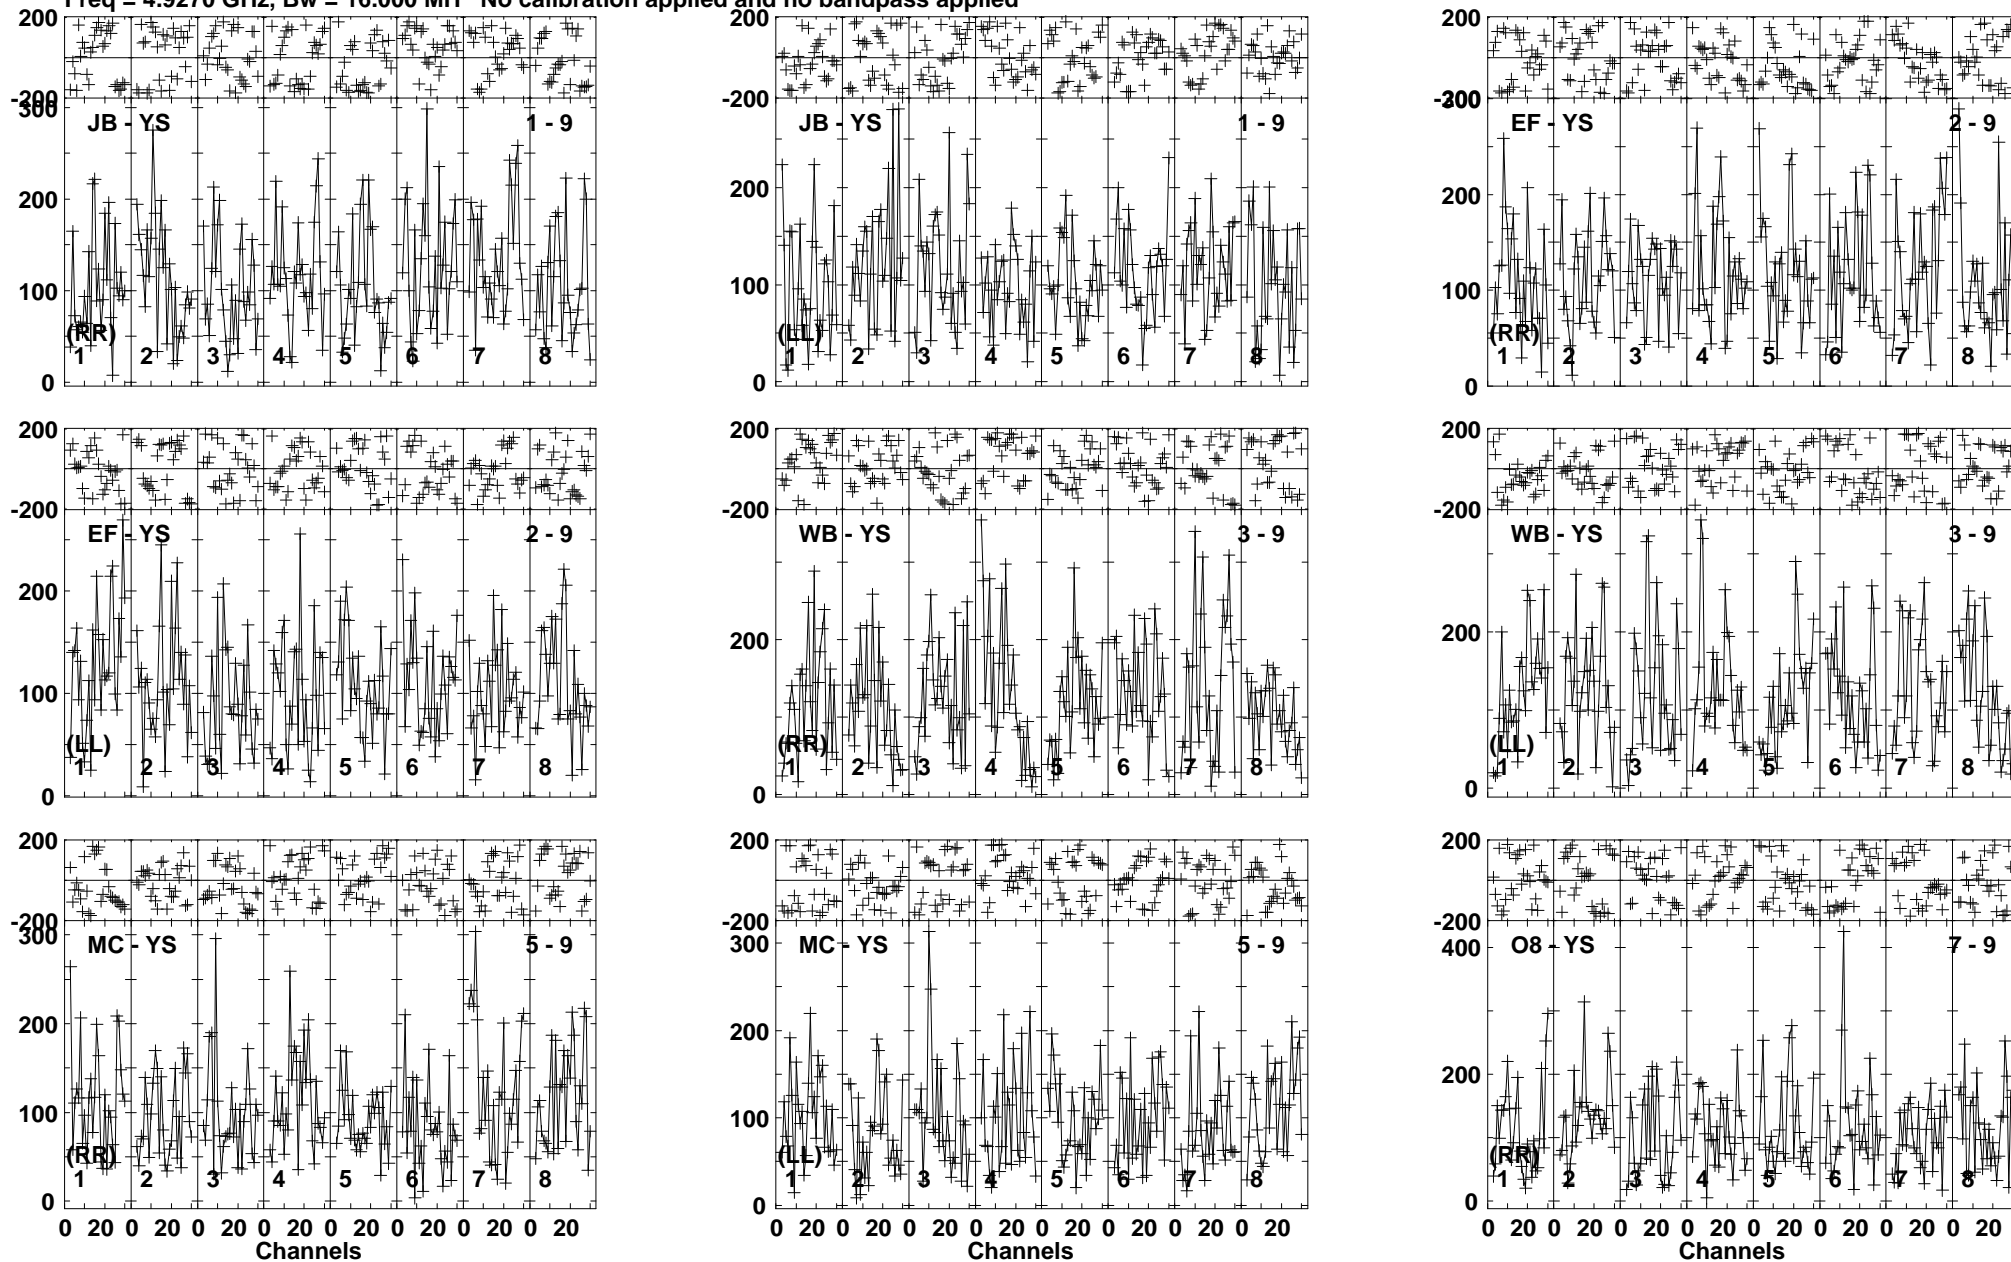 Freq = 4.9270 GHz, Bw = 16.000 MH No calibration applied and no bandpass applied
200 200 200
-200 -200 -200
300 300
JB - YS 1 - 9 JB - YS 1 - 9 EF - YS 2 - 9
200 200 200
100 100 100
(RR) (LL) (RR)
1 2 3 4 5 6 7 8 1 2 3 4 5 6 7 8 1 2 3 4 5 6 7 8
0 0 0
200 200 200
-200 -200 -200
EF - YS 2 - 9 WB - YS 3 - 9 WB - YS 3 - 9
200 200 200
100
(LL) (RR) (LL)
1 2 3 4 5 6 7 8 1 2 3 4 5 6 7 8 1 2 3 4 5 6 7 8
0 0 0
200 200 200
-200 -200 -200
300 300 400
MC - YS 5 - 9 MC - YS 5 - 9 O8 - YS 7 - 9
200 200 200
100 100
(RR) (LL) (RR)
1 2 3 4 5 6 7 8 1 2 3 4 5 6 7 8 1 2 3 4 5 6 7 8
0 0 0
0 20 0 20 0 20 0 20 0 20 0 20 0 20 0 20 0 20 0 20 0 20 0 20 0 20 0 20 0 20 0 20 0 20 0 20 0 20 0 20 0 20 0 20 0 20 0 20
Channels Channels Channels